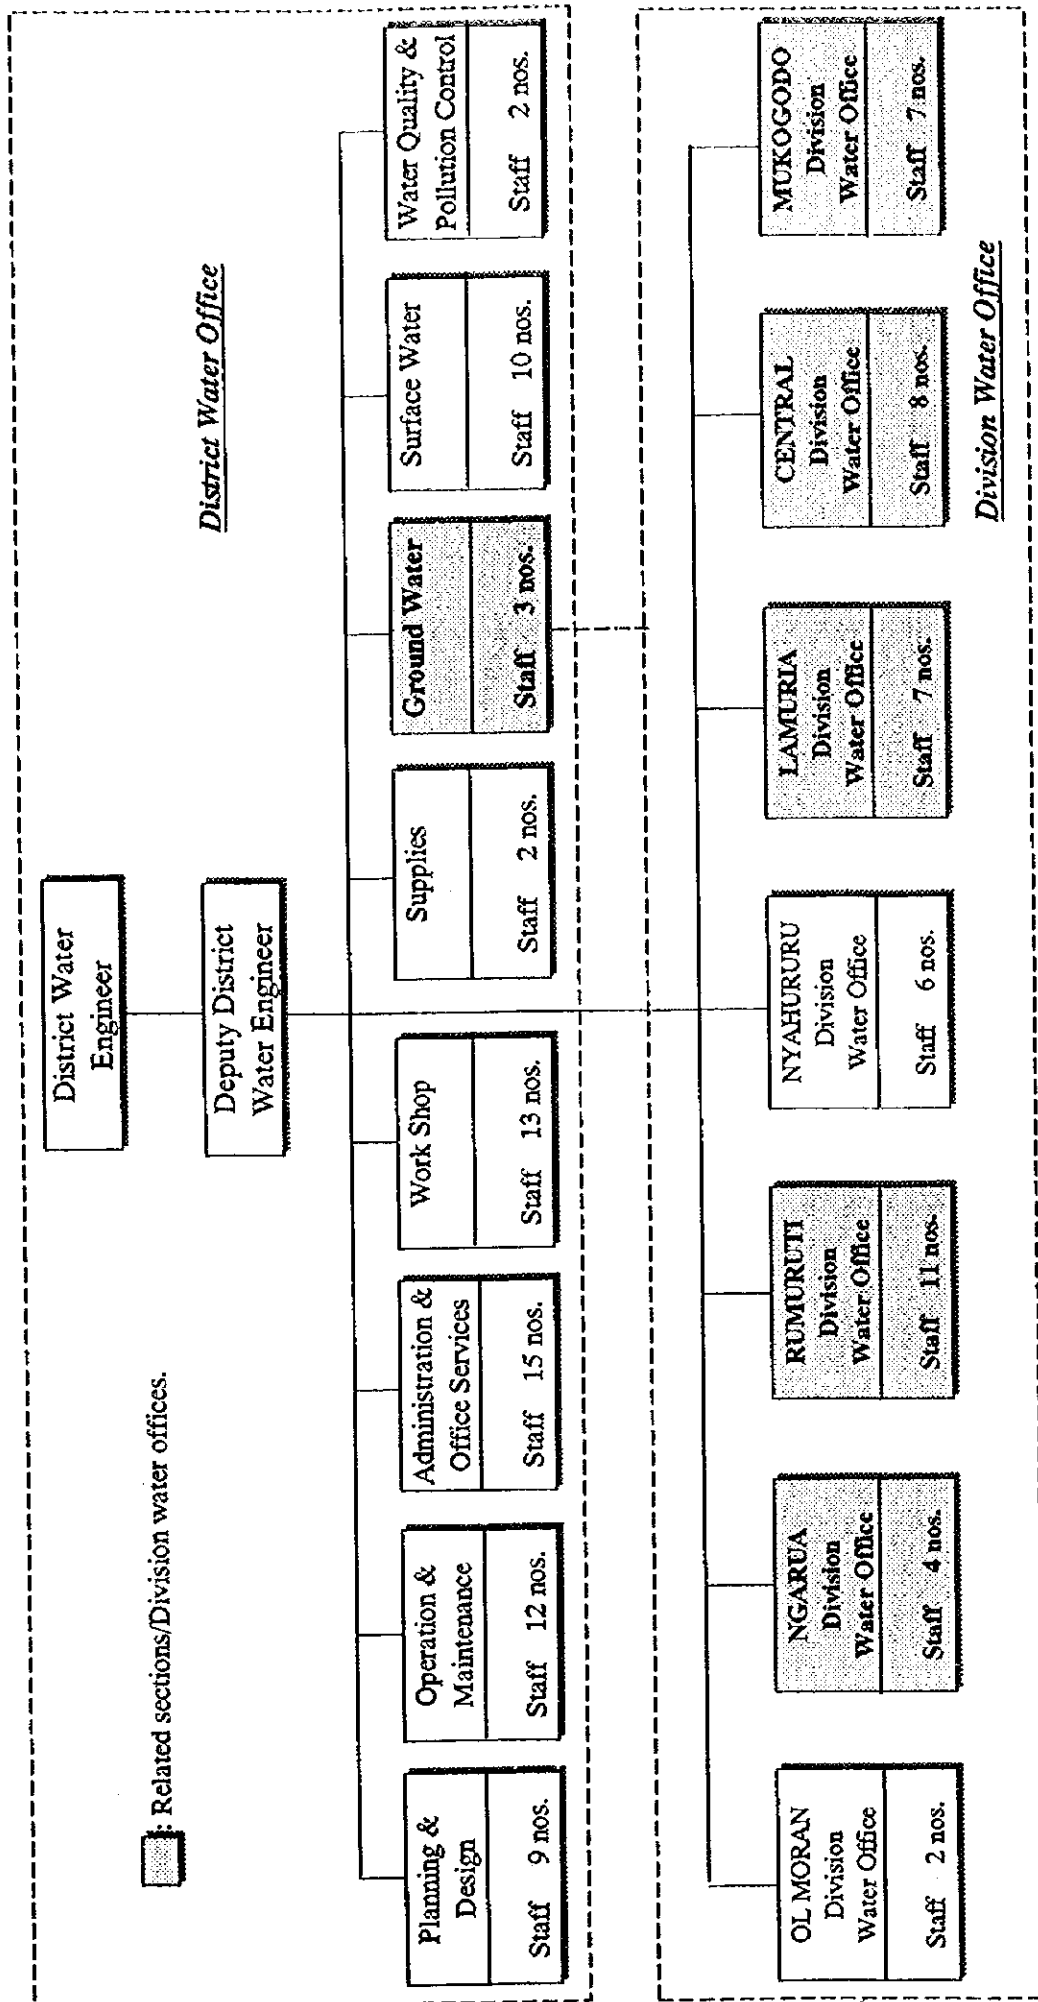 District Water
Engineer
Deputy District
Water Engineer
: Related sections/Division water offices.
District Water Office
Planning &
Design
Staff 9 nos.
Operation &
Maintenance
Staff 12 nos.
Administration &
Office Services
Staff 15 nos.
Work Shop
Staff 13 nos.
Supplies
Staff 2 nos.
Ground Water
Staff 3 nos.
Surface Water
Staff 10 nos.
Water Quality &
Pollution Control
Staff 2 nos.
OL MORAN
Division
Water Office
Staff 2 nos.
NGARUA
Division
Water Office
Staff 4 nos.
RUMURUTI
Division
Water Office
Staff 11 nos.
NYAHURURU
Division
Water Office
Staff 6 nos.
LAMURIA
Division
Water Office
Staff 7 nos.
CENTRAL
Division
Water Office
Staff 8 nos.
MUKOGODO
Division
Water Office
Staff 7 nos.
Division Water Office